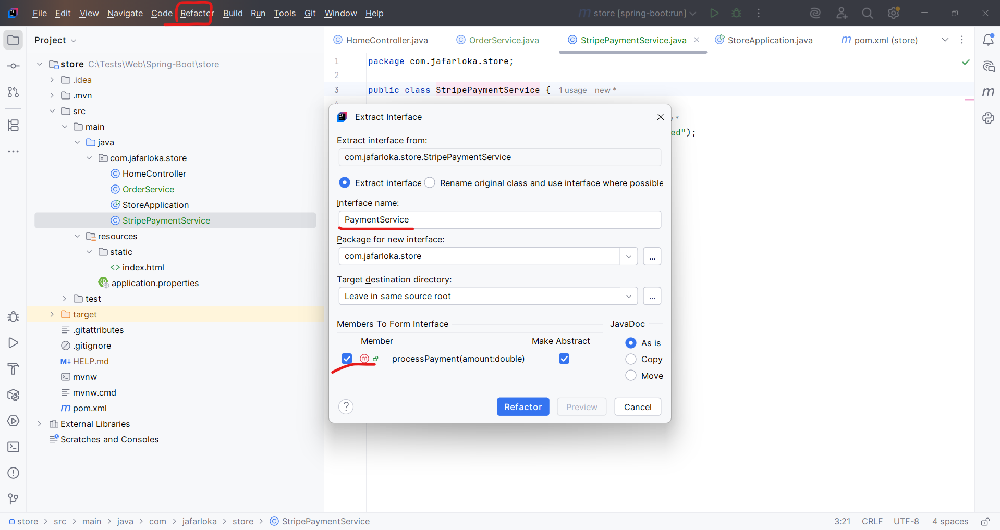 File Edit View Navigate Code Refactor Build Run Tools Git Window Help
store [spring-boot:run]
Project
HomeController.java
OrderService.java
StripePaymentService.java
StoreApplication.java
m pom.xml (store)
store C:\Tests\Web\Spring-Boot\store
.idea
.mvn
src
main
java
com.jafarloka.store
HomeController
OrderService
StoreApplication
StripePaymentService
resources
static
index.html
application.properties
test
target
.gitattributes
.gitignore
M↓ HELP.md
mvnw
mvnw.cmd
m pom.xml
External Libraries
Scratches and Consoles
1 package com.jafarloka.store;
2
3 public class StripePaymentService { 1 usage new *
ed");
Extract Interface
Extract interface from:
com.jafarloka.store.StripePaymentService
Extract interface
Rename original class and use interface where possible
Interface name:
PaymentService
Package for new interface:
com.jafarloka.store
...
Target destination directory:
Leave in same source root
...
Members To Form Interface
JavaDoc
Member Make Abstract
processPayment(amount:double)
As is
Copy
Move
?
Refactor
Preview
Cancel
store > src > main > java > com > jafarloka > store > StripePaymentService
3:21 CRLF UTF-8 4 spaces